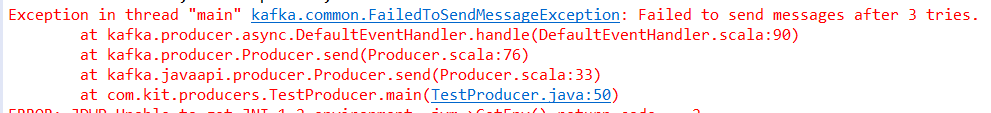 Exception in thread "main" kafka.common.FailedToSendMessageException: Failed to send messages after 3 tries.
at kafka.producer.async.DefaultEventHandler.handle(DefaultEventHandler.scala:90)
at kafka.producer.Producer.send(Producer.scala:76)
at kafka.javaapi.producer.Producer.send(Producer.scala:33)
at com.kit.producers.TestProducer.main(TestProducer.java:50)
ERROR: JDWP Unable to get JNI 1.2 environment, jvm->GetEnv() return code = -2